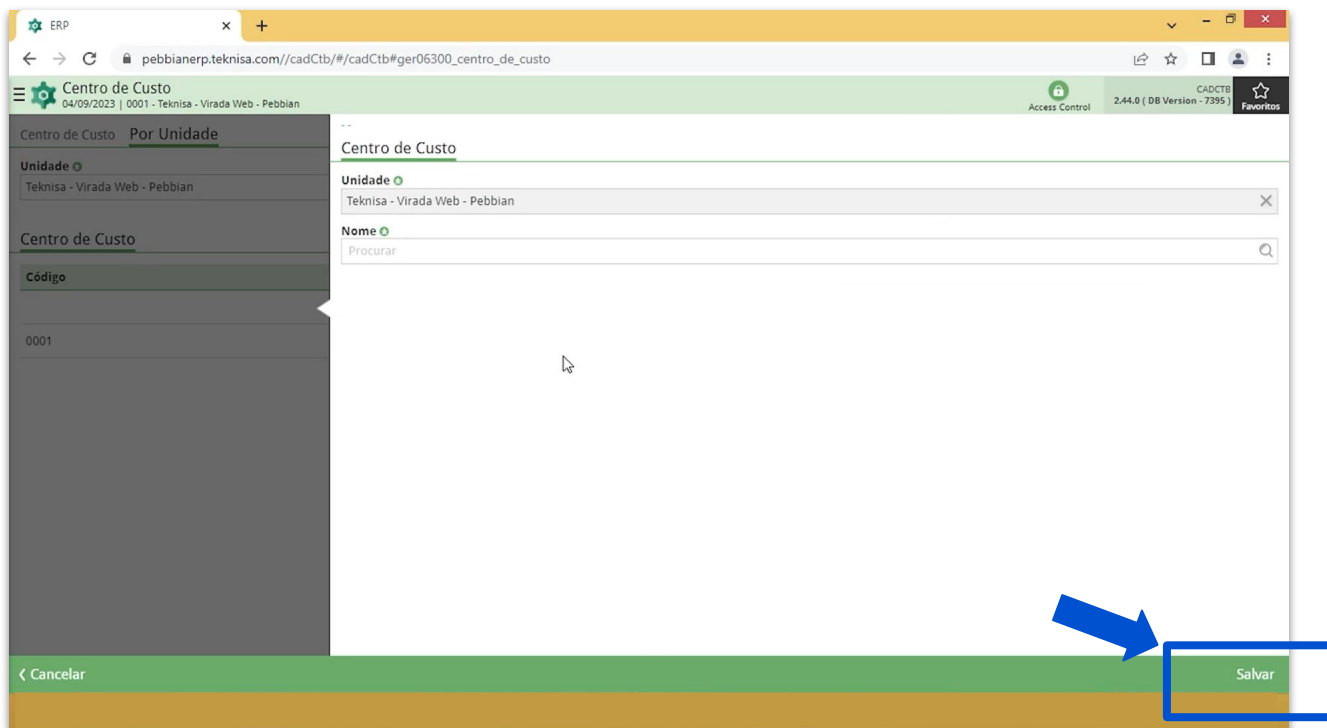 ERP
pebbianerp.teknisa.com//cadCtb/#/cadCtb#ger06300_centro_de_custo
Centro de Custo
04/09/2023 | 0001 - Teknisa - Virada Web - Pebbian
Access Control
CADCTB
2.44.0 ( DB Version - 7395 )
Favoritos
Centro de Custo Por Unidade
Unidade
Teknisa - Virada Web - Pebbian
Centro de Custo
Código
0001
- -
Centro de Custo
Unidade
Teknisa - Virada Web - Pebbian
Nome
Procurar
Cancelar
Salvar